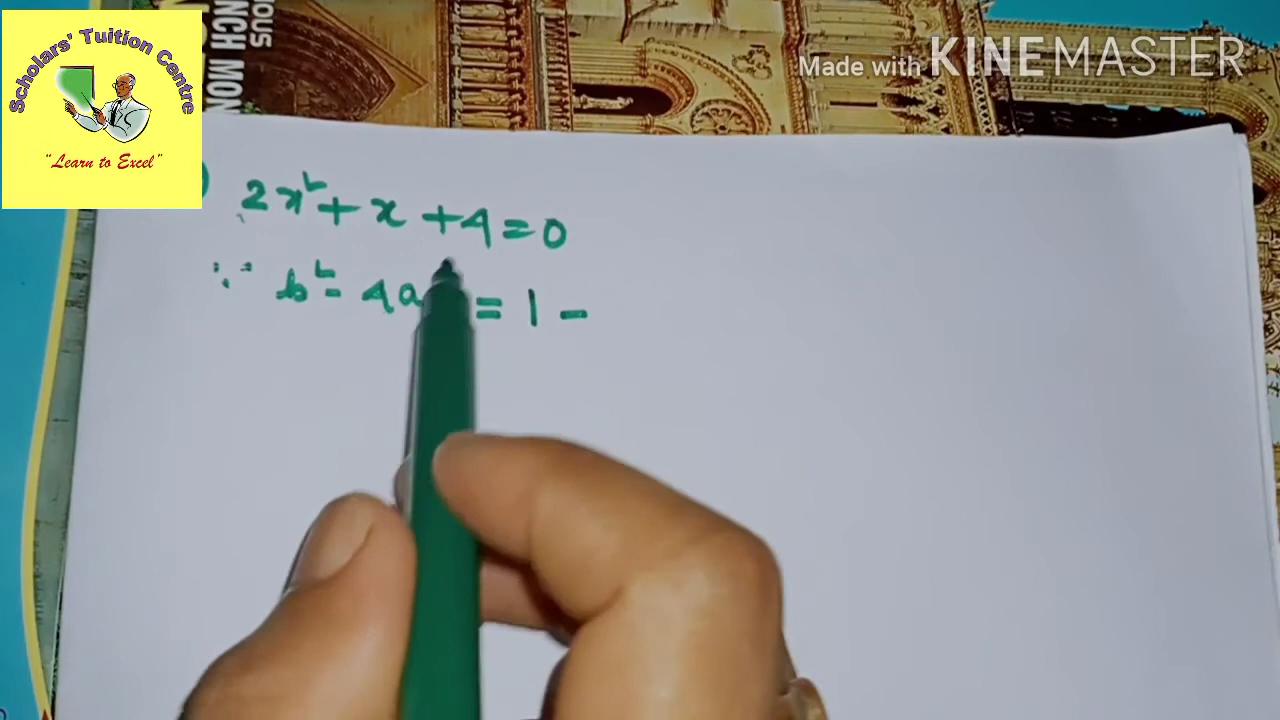 Scholars' Tuition Centre
"Learn to Excel"
Made with KINEMASTER
2x² + x + 4 = 0
∵ b² - 4a = 1 -